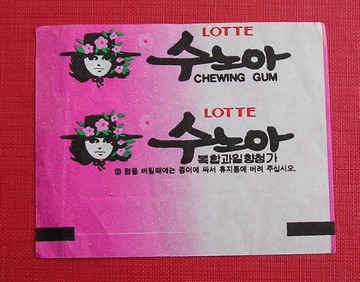 LOTTE
수노아
CHEWING GUM
LOTTE
수노아
복합과일향첨가
※ 껌을 버릴때에는 종이에 싸서 휴지통에 버려 주십시오.